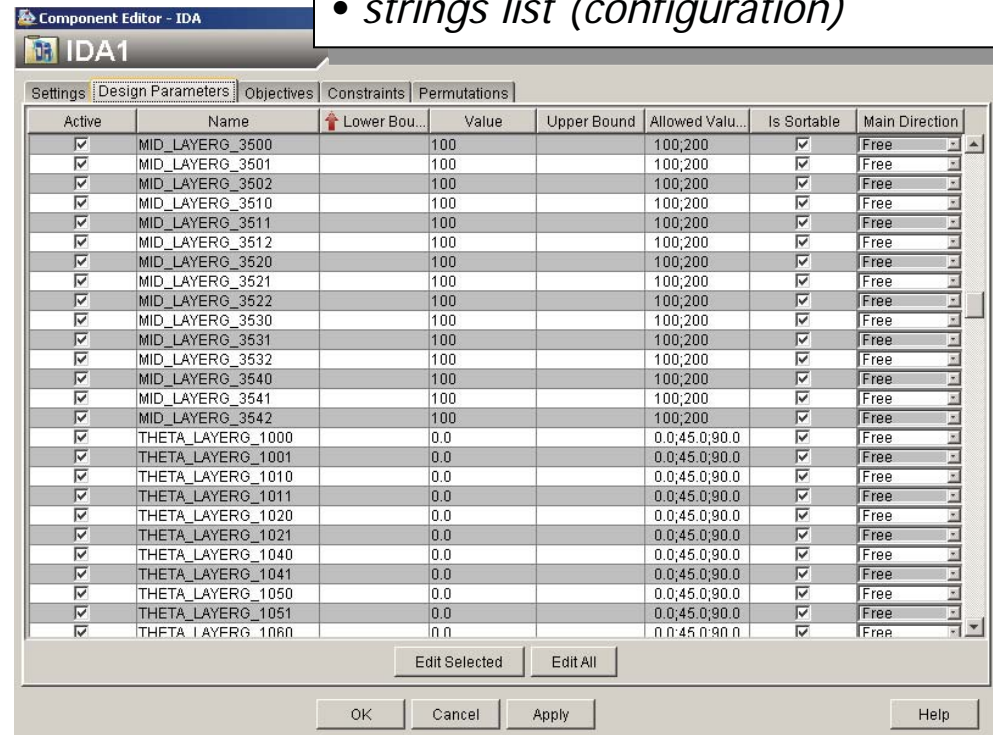 • strings list (configuration)
Component Editor - IDA
IDA1
Settings Design Parameters Objectives Constraints Permutations
Active Name Lower Bou... Value Upper Bound Allowed Valu... Is Sortable Main Direction
MID_LAYERG_3500 100 100;200 Free
MID_LAYERG_3501 100 100;200 Free
MID_LAYERG_3502 100 100;200 Free
MID_LAYERG_3510 100 100;200 Free
MID_LAYERG_3511 100 100;200 Free
MID_LAYERG_3512 100 100;200 Free
MID_LAYERG_3520 100 100;200 Free
MID_LAYERG_3521 100 100;200 Free
MID_LAYERG_3522 100 100;200 Free
MID_LAYERG_3530 100 100;200 Free
MID_LAYERG_3531 100 100;200 Free
MID_LAYERG_3532 100 100;200 Free
MID_LAYERG_3540 100 100;200 Free
MID_LAYERG_3541 100 100;200 Free
MID_LAYERG_3542 100 100;200 Free
THETA_LAYERG_1000 0.0 0.0;45.0;90.0 Free
THETA_LAYERG_1001 0.0 0.0;45.0;90.0 Free
THETA_LAYERG_1010 0.0 0.0;45.0;90.0 Free
THETA_LAYERG_1011 0.0 0.0;45.0;90.0 Free
THETA_LAYERG_1020 0.0 0.0;45.0;90.0 Free
THETA_LAYERG_1021 0.0 0.0;45.0;90.0 Free
THETA_LAYERG_1040 0.0 0.0;45.0;90.0 Free
THETA_LAYERG_1041 0.0 0.0;45.0;90.0 Free
THETA_LAYERG_1050 0.0 0.0;45.0;90.0 Free
THETA_LAYERG_1051 0.0 0.0;45.0;90.0 Free
THETA_LAYERG_1060 0.0 0.0;45.0;90.0 Free
Edit Selected Edit All
OK Cancel Apply Help